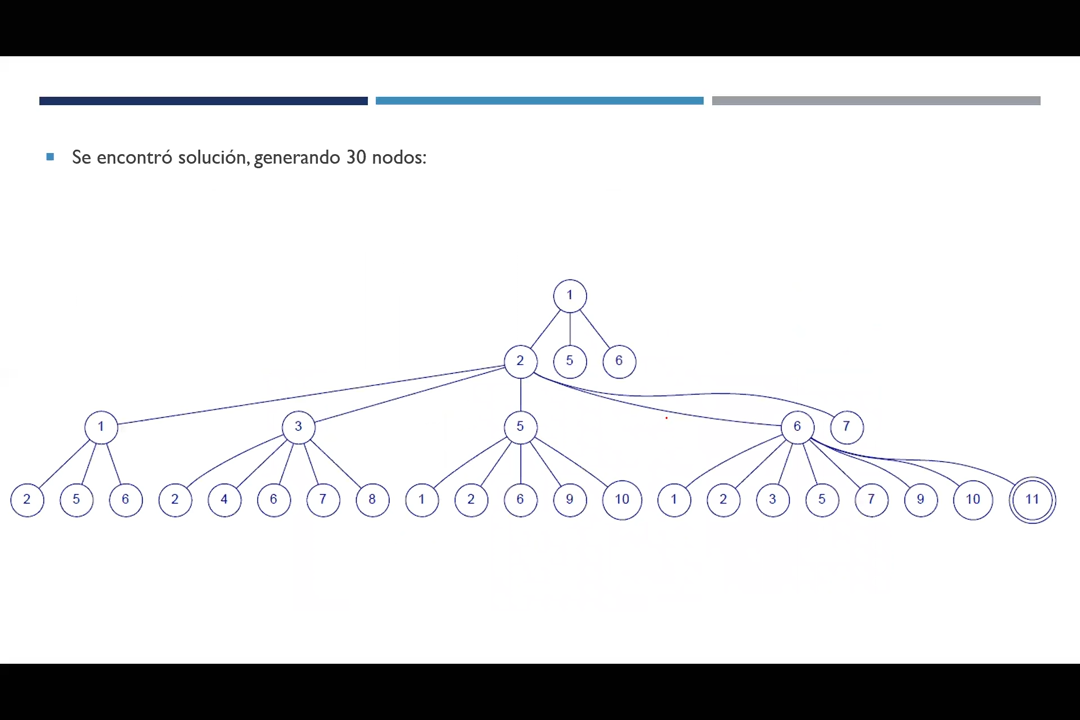 Se encontró solución, generando 30 nodos:
1
2 5 6
1 3 5 6 7
2 5 6 2 4 6 7 8 1 2 6 9 10 1 2 3 5 7 9 10 11